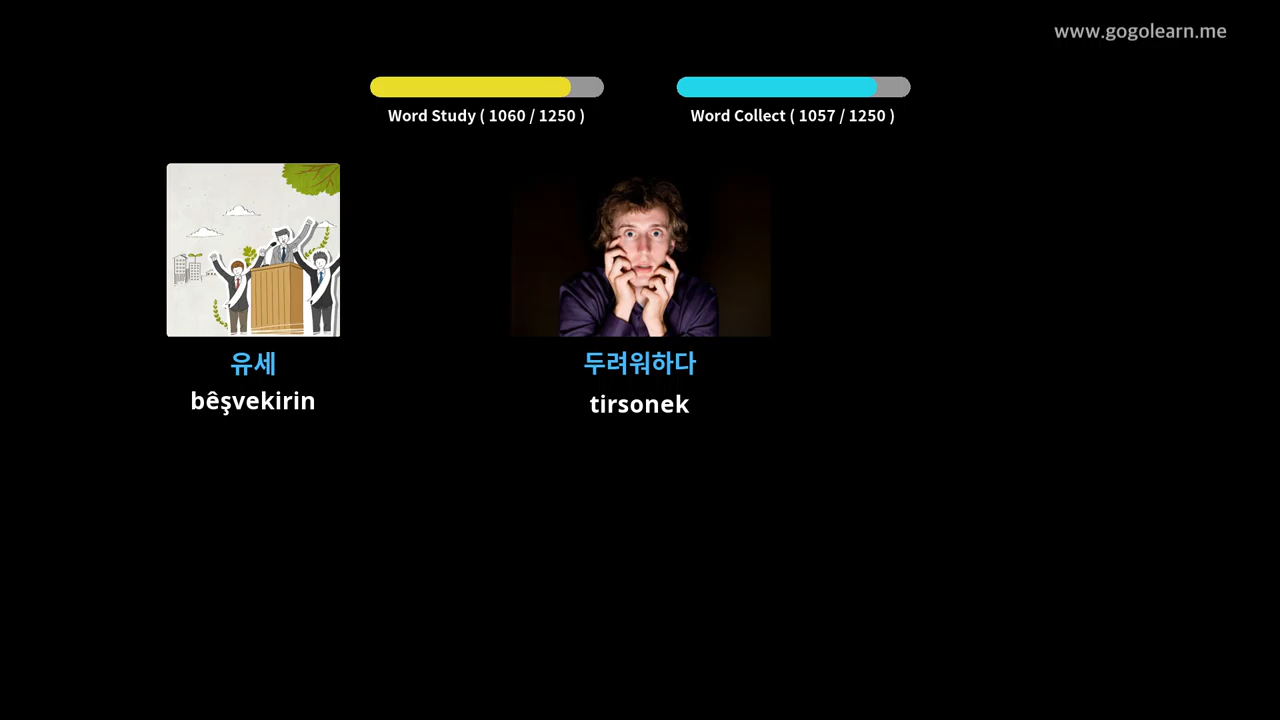 www.gogolearn.me
Word Study ( 1060 / 1250 )
Word Collect ( 1057 / 1250 )
유세
bêşvekirin
두려워하다
tirsonek